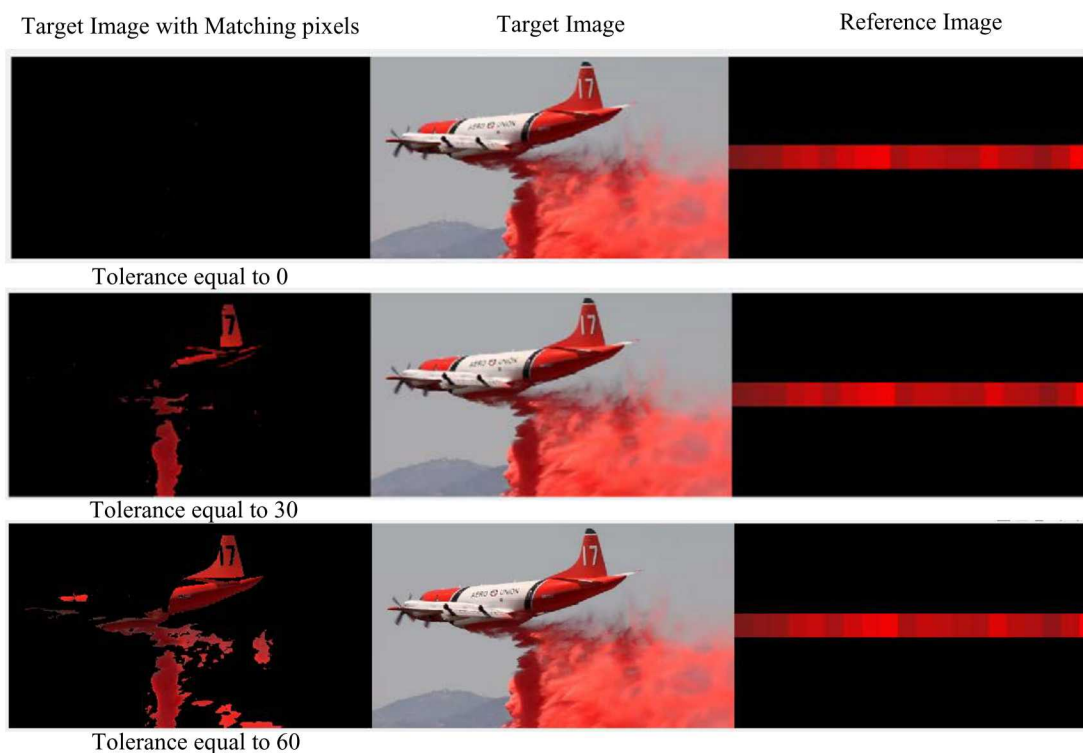 Target Image with Matching pixels
Target Image
Reference Image
17
AERO UNION
Tolerance equal to 0
7
17
AERO UNION
Tolerance equal to 30
17
17
AERO UNION
Tolerance equal to 60